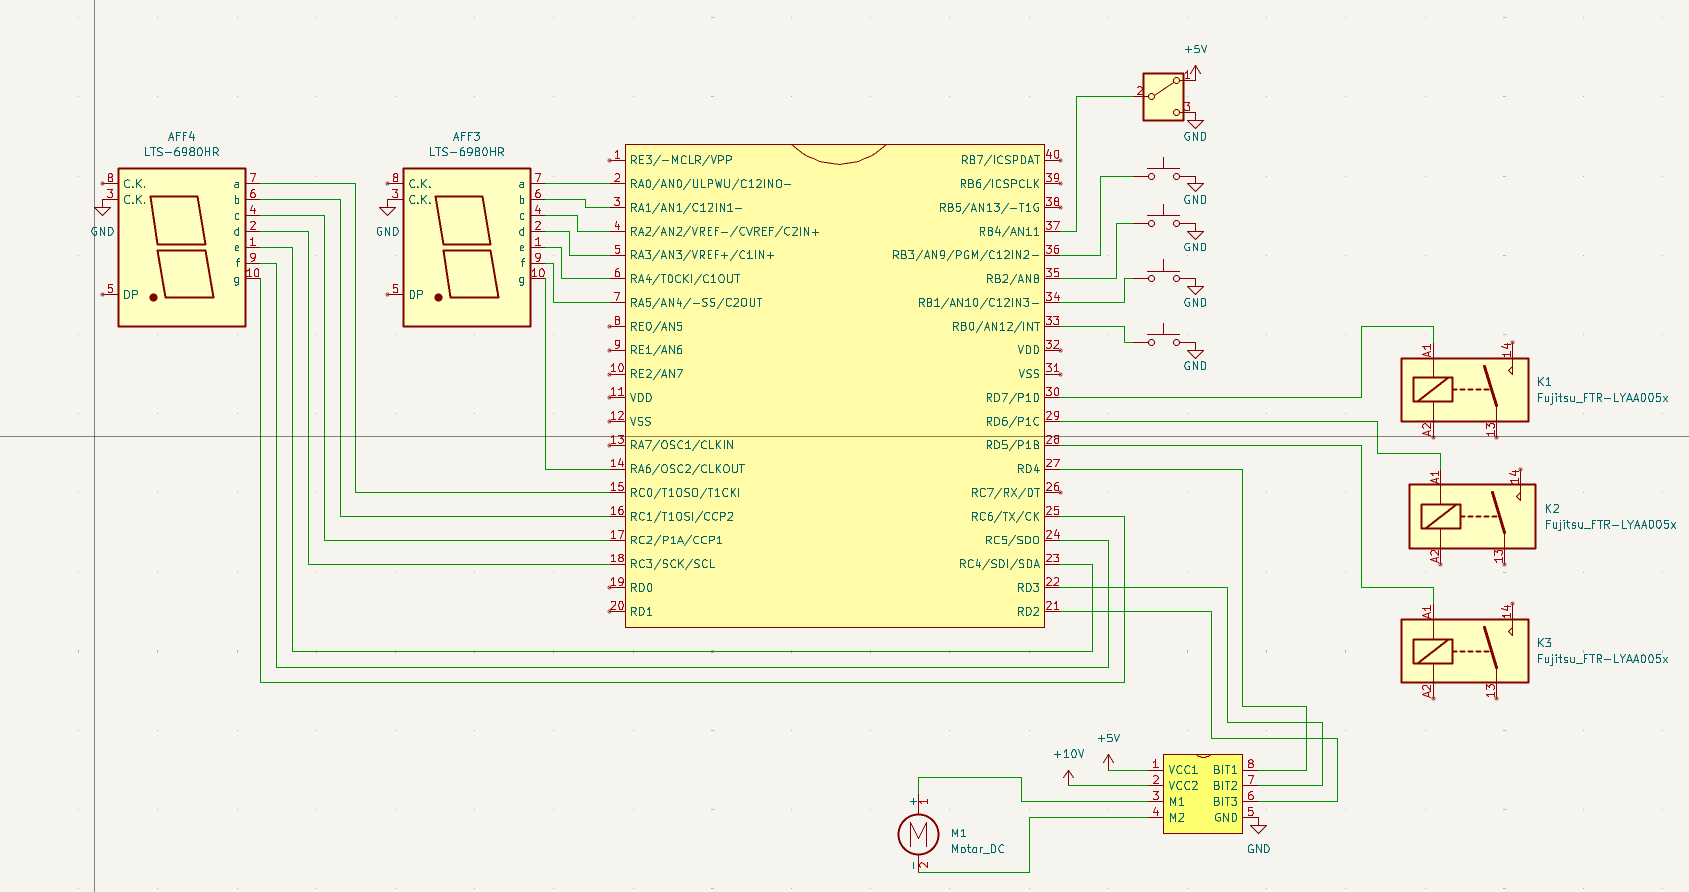 +5V
1
2
3
GND
AFF4
LTS-6980HR
8 C.K. a 7
3 C.K. b 6
c 4
d 2
e 1
f 9
g 10
5 DP
GND
AFF3
LTS-6980HR
8 C.K. a 7
3 C.K. b 6
c 4
d 2
e 1
f 9
g 10
5 DP
GND
1 RE3/-MCLR/VPP RB7/ICSPDAT 40
2 RA0/AN0/ULPWU/C12IN0- RB6/ICSPCLK 39
3 RA1/AN1/C12IN1- RB5/AN13/-T1G 38
4 RA2/AN2/VREF-/CVREF/C2IN+ RB4/AN11 37
5 RA3/AN3/VREF+/C1IN+ RB3/AN9/PGM/C12IN2- 36
6 RA4/T0CKI/C1OUT RB2/AN8 35
7 RA5/AN4/-SS/C2OUT RB1/AN10/C12IN3- 34
8 RE0/AN5 RB0/AN12/INT 33
9 RE1/AN6 VDD 32
10 RE2/AN7 VSS 31
11 VDD RD7/P1D 30
12 VSS RD6/P1C 29
13 RA7/OSC1/CLKIN RD5/P1B 28
14 RA6/OSC2/CLKOUT RD4 27
15 RC0/T1OSO/T1CKI RC7/RX/DT 26
16 RC1/T1OSI/CCP2 RC6/TX/CK 25
17 RC2/P1A/CCP1 RC5/SDO 24
18 RC3/SCK/SCL RC4/SDI/SDA 23
19 RD0 RD3 22
20 RD1 RD2 21
GND
GND
GND
GND
A1 14
K1
Fujitsu_FTR-LYAA005x
A2 13
A1 14
K2
Fujitsu_FTR-LYAA005x
A2 13
A1 14
K3
Fujitsu_FTR-LYAA005x
A2 13
+5V
+10V
1 VCC1 BIT1 8
2 VCC2 BIT2 7
3 M1 BIT3 6
4 M2 GND 5
GND
+ 1
M
M1
Motor_DC
- 2